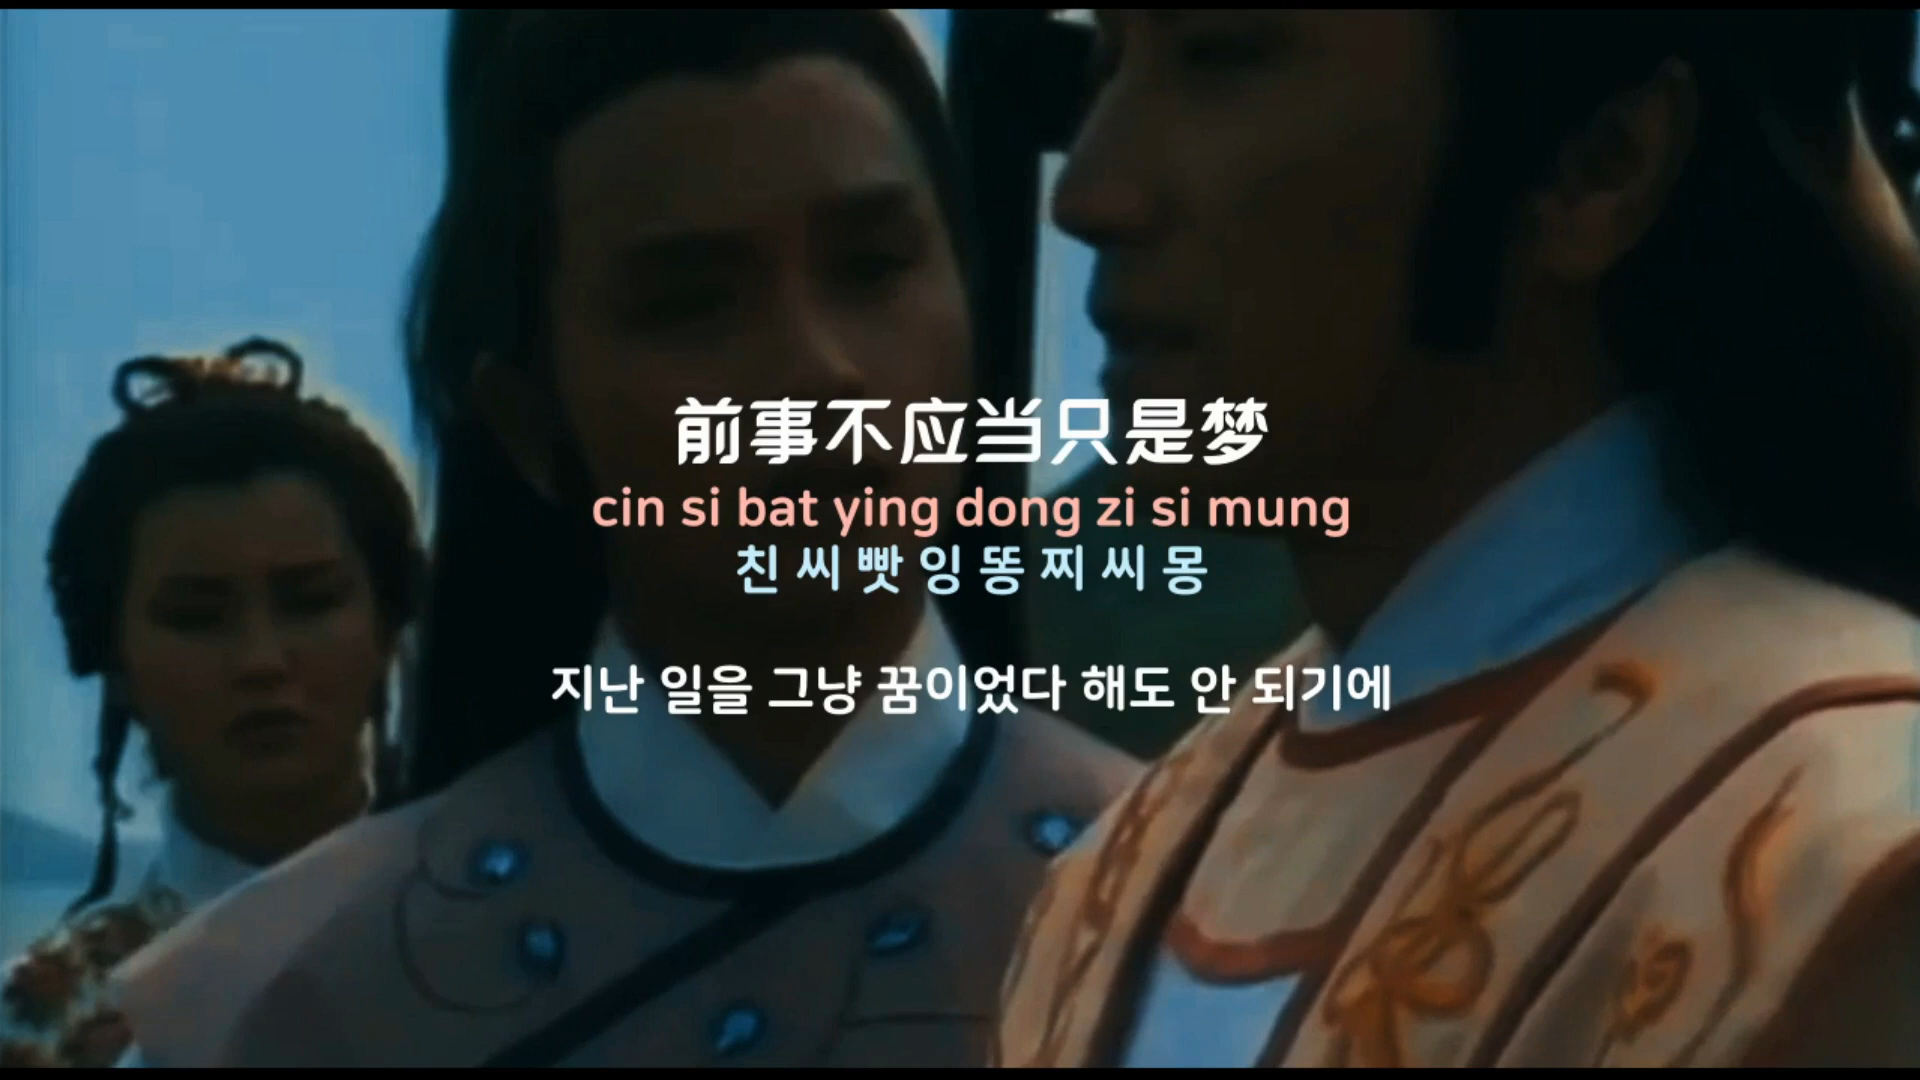 前事不应当只是梦
cin si bat ying dong zi si mung
친 씨 빳 잉 똥 찌 씨 몽
지난 일을 그냥 꿈이었다 해도 안 되기에